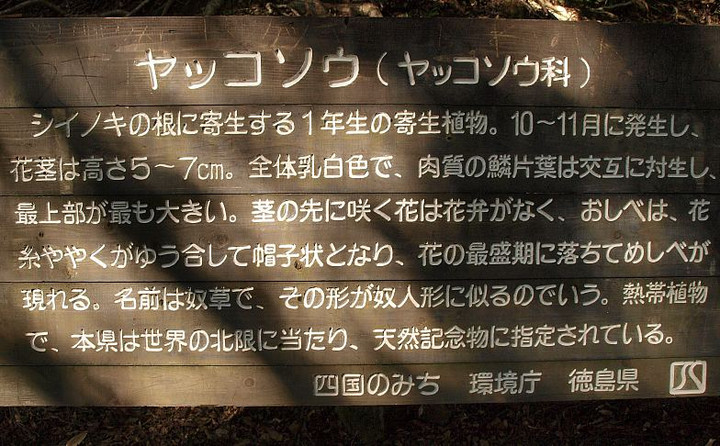 ヤッコソウ(ヤッコソウ科)
シイノキの根に寄生する1年生の寄生植物。10〜11月に発生し、
花茎は高さ5〜7cm。全体乳白色で、肉質の鱗片葉は交互に対生し、
最上部が最も大きい。茎の先に咲く花は花弁がなく、おしべは、花
糸ややくがゆう合して帽子状となり、花の最盛期に落ちてめしべが
現れる。名前は奴草で、その形が奴人形に似るのでいう。熱帯植物
で、本県は世界の北限に当たり、天然記念物に指定されている。
四国のみち 環境庁 徳島県